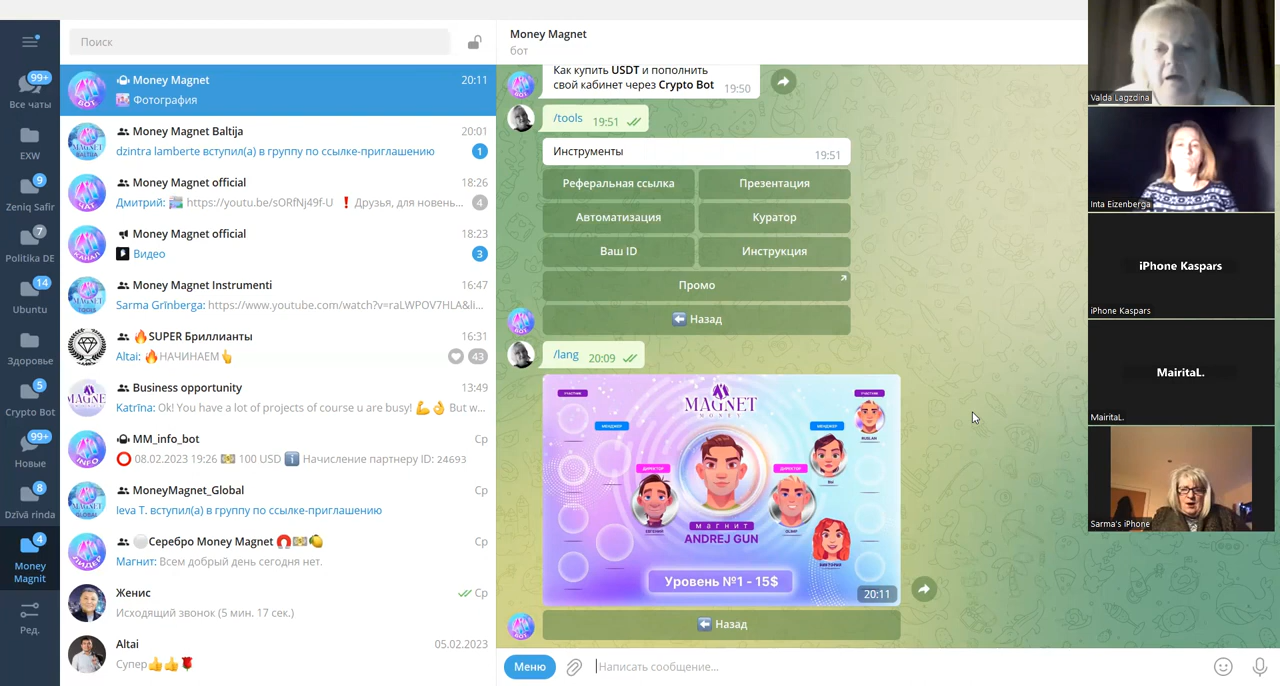 99+
Все чаты
EXW
9
Zeniq Safir
7
Politika DE
14
Ubuntu
Здоровье
5
Crypto Bot
99+
Новые
8
Dzīvā rinda
4
Money
Magnit
Ред.
Поиск
Money Magnet 20:11
Фотография
Money Magnet Baltija 20:01
dzintra lamberte вступил(а) в группу по ссылке-приглашению 1
Money Magnet official 18:26
Дмитрий: https://youtu.be/sORfNj49f-U ❗ Друзья, для новень... 4
Money Magnet official 18:23
Видео 3
Money Magnet Instrumenti 16:47
Sarma Grīnberga: https://www.youtube.com/watch?v=raLWPOV7HLA&li...
🔥SUPER Бриллианты 16:31
Altai: 🔥НАЧИНАЕМ👆 43
Business opportunity 13:49
Katrīna: Ok! You have a lot of projects of course u are busy! 💪👌 But w...
MM_info_bot Ср
⭕ 08.02.2023 19:26 💵 100 USD ℹ️ Начисление партнеру ID: 24693
MoneyMagnet_Global Ср
Ieva T. вступил(а) в группу по ссылке-приглашению
⚪Серебро Money Magnet 🧲💵🍋 Ср
Магнит: Всем добрый день сегодня нет.
Женис Ср
Исходящий звонок (5 мин. 17 сек.)
Altai 05.02.2023
Супер👍👍🌹
Money Magnet
бот
Как купить USDT и пополнить
свой кабинет через Crypto Bot 19:50
/tools 19:51
Инструменты 19:51
Реферальная ссылка Презентация
Автоматизация Куратор
Ваш ID Инструкция
Промо
⬅️ Назад
/lang 20:09
УЧАСТНИК
УЧАСТНИК
MAGNET
MONEY
МЕНЕДЖЕР
МЕНЕДЖЕР
RUSLAN
ДИРЕКТОР
ДИРЕКТОР
МАГНИТ
ANDREJ GUN
ВИКТОРИЯ
Уровень №1 - 15$
20:11
⬅️ Назад
Меню
Написать сообщение...
Valda Lagzdina
Inta Eizenberga
iPhone Kaspars
iPhone Kaspars
MairitaL.
MairitaL.
Sarma's iPhone